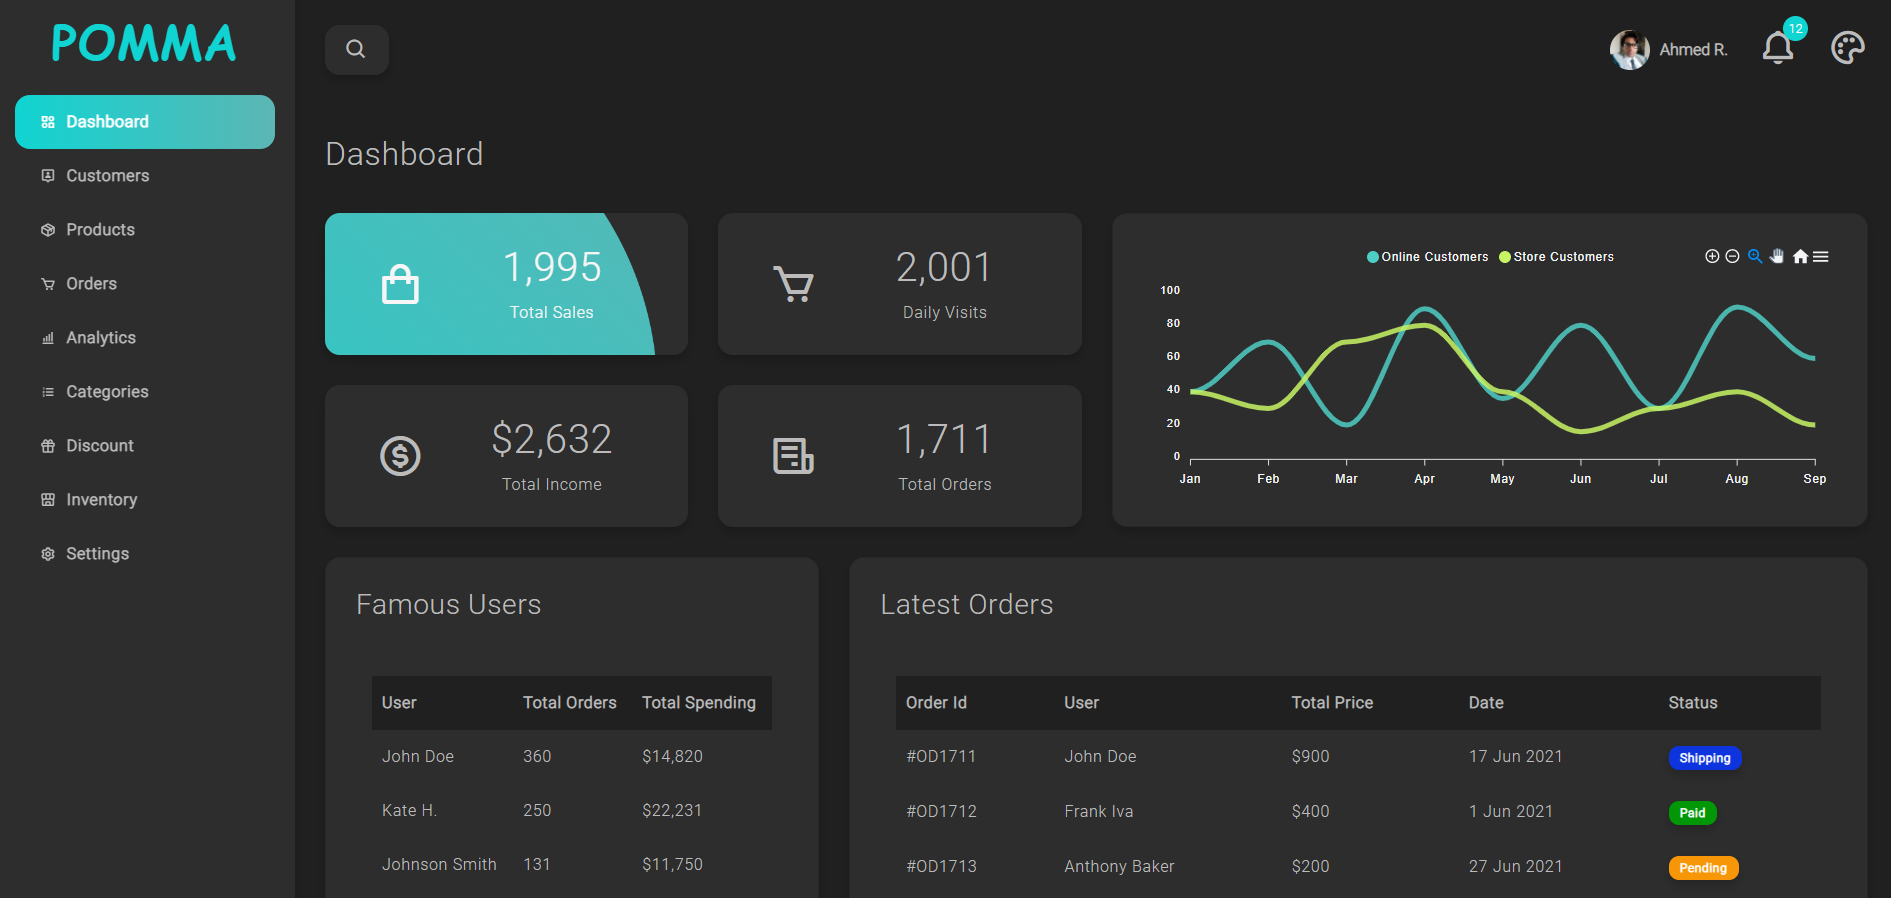 POMMA
Dashboard
Customers
Products
Orders
Analytics
Categories
Discount
Inventory
Settings
Ahmed R.
12
Dashboard
1,995
Total Sales
2,001
Daily Visits
$2,632
Total Income
1,711
Total Orders
Online Customers Store Customers
100
80
60
40
20
0
Jan Feb Mar Apr May Jun Jul Aug Sep
Famous Users
User Total Orders Total Spending
John Doe 360 $14,820
Kate H. 250 $22,231
Johnson Smith 131 $11,750
Latest Orders
Order Id User Total Price Date Status
#OD1711 John Doe $900 17 Jun 2021 Shipping
#OD1712 Frank Iva $400 1 Jun 2021 Paid
#OD1713 Anthony Baker $200 27 Jun 2021 Pending